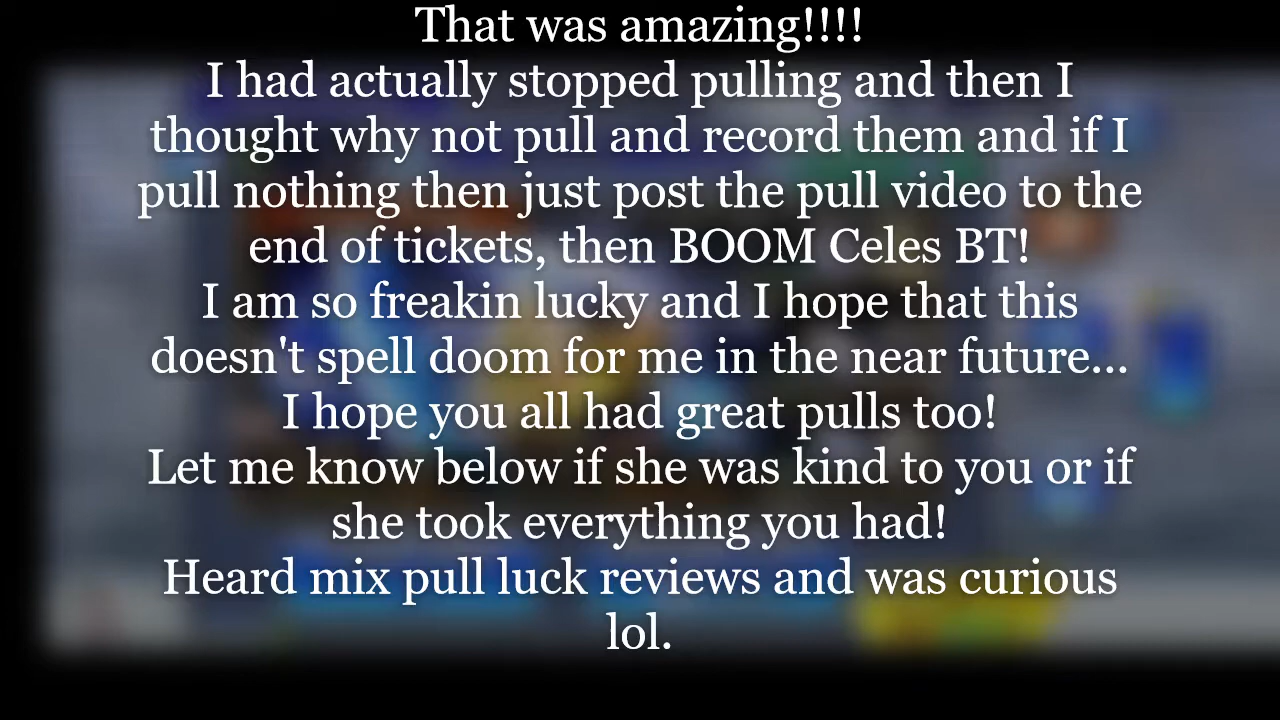 That was amazing!!!!
I had actually stopped pulling and then I
thought why not pull and record them and if I
pull nothing then just post the pull video to the
end of tickets, then BOOM Celes BT!
I am so freakin lucky and I hope that this
doesn't spell doom for me in the near future...
I hope you all had great pulls too!
Let me know below if she was kind to you or if
she took everything you had!
Heard mix pull luck reviews and was curious
lol.